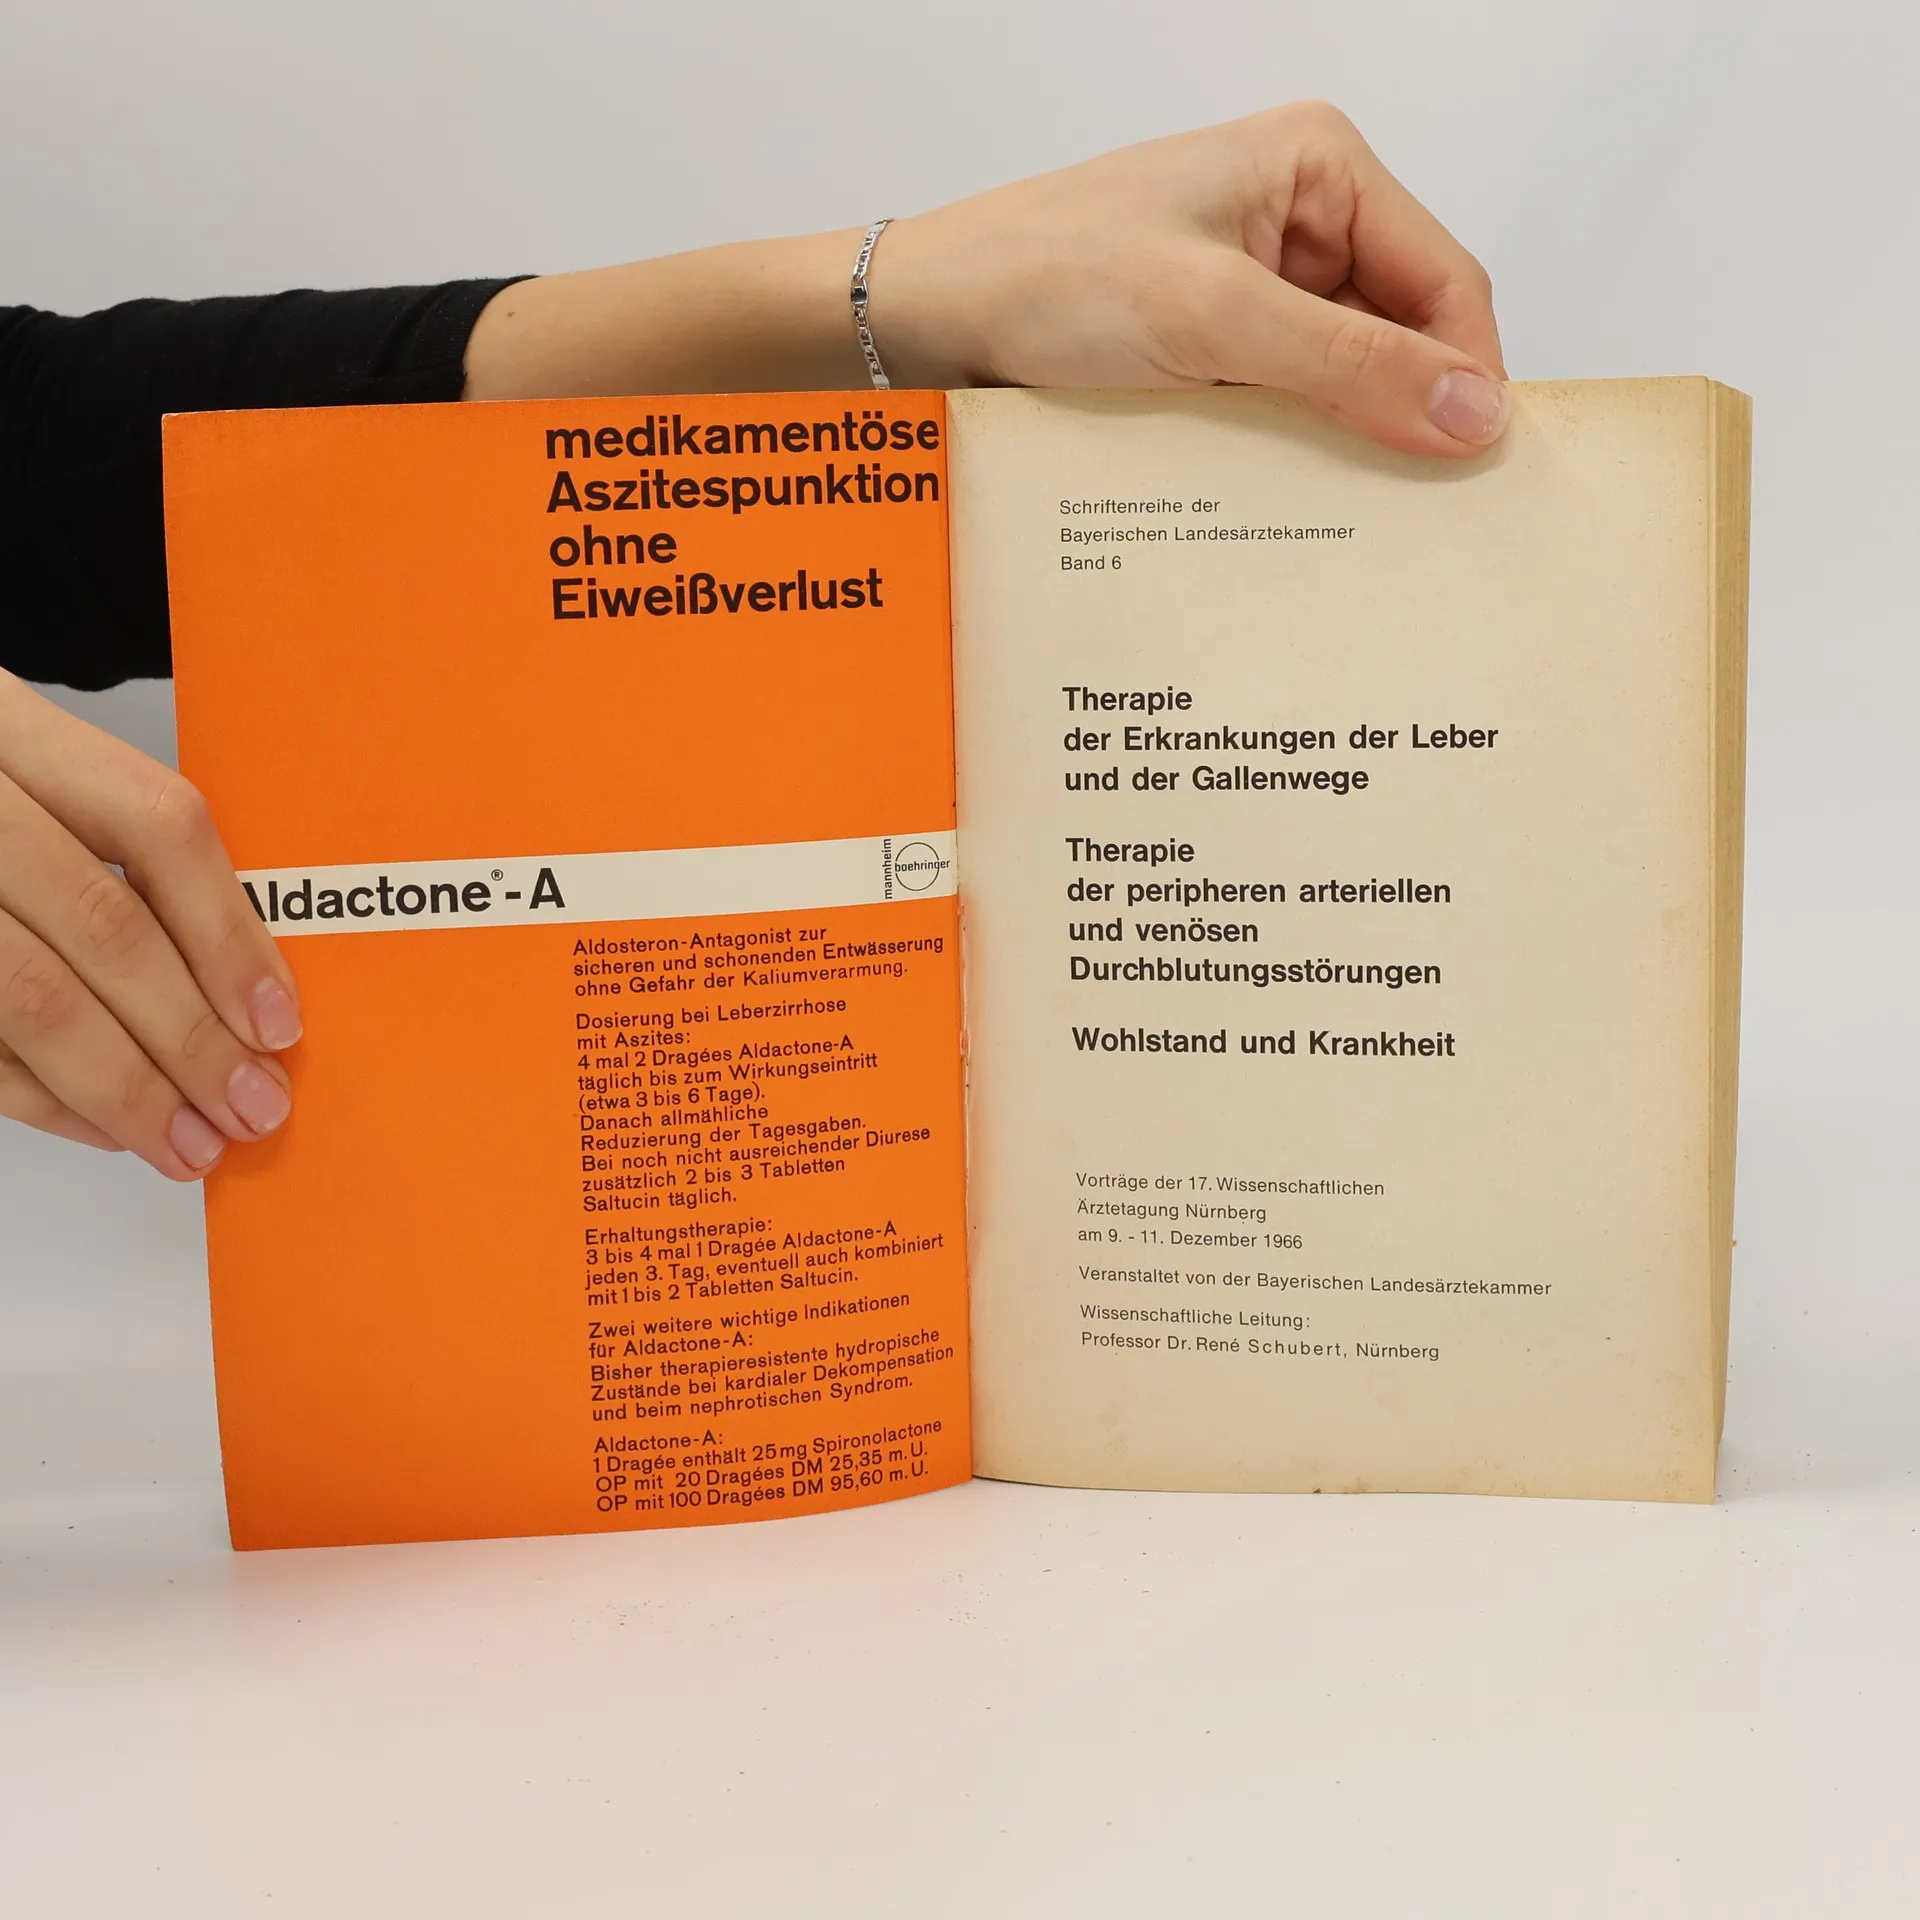 medikamentöse
Aszitespunktion
ohne
Eiweißverlust
Aldactone®-A
mannheim
boehringer
Aldosteron-Antagonist zur
sicheren und schonenden Entwässerung
ohne Gefahr der Kaliumverarmung.
Dosierung bei Leberzirrhose
mit Aszites:
4 mal 2 Dragées Aldactone-A
täglich bis zum Wirkungseintritt
(etwa 3 bis 6 Tage).
Danach allmähliche
Reduzierung der Tagesgaben.
Bei noch nicht ausreichender Diurese
zusätzlich 2 bis 3 Tabletten
Saltucin täglich.
Erhaltungstherapie:
3 bis 4 mal 1 Dragée Aldactone-A
jeden 3. Tag, eventuell auch kombiniert
mit 1 bis 2 Tabletten Saltucin.
Zwei weitere wichtige Indikationen
für Aldactone-A:
Bisher therapieresistente hydropische
Zustände bei kardialer Dekompensation
und beim nephrotischen Syndrom.
Aldactone-A:
1 Dragée enthält 25 mg Spironolactone
OP mit 20 Dragées DM 25,35 m. U.
OP mit 100 Dragées DM 95,60 m. U.
Schriftenreihe der
Bayerischen Landesärztekammer
Band 6
Therapie
der Erkrankungen der Leber
und der Gallenwege
Therapie
der peripheren arteriellen
und venösen
Durchblutungsstörungen
Wohlstand und Krankheit
Vorträge der 17. Wissenschaftlichen
Ärztetagung Nürnberg
am 9. - 11. Dezember 1966
Veranstaltet von der Bayerischen Landesärztekammer
Wissenschaftliche Leitung:
Professor Dr. René Schubert, Nürnberg